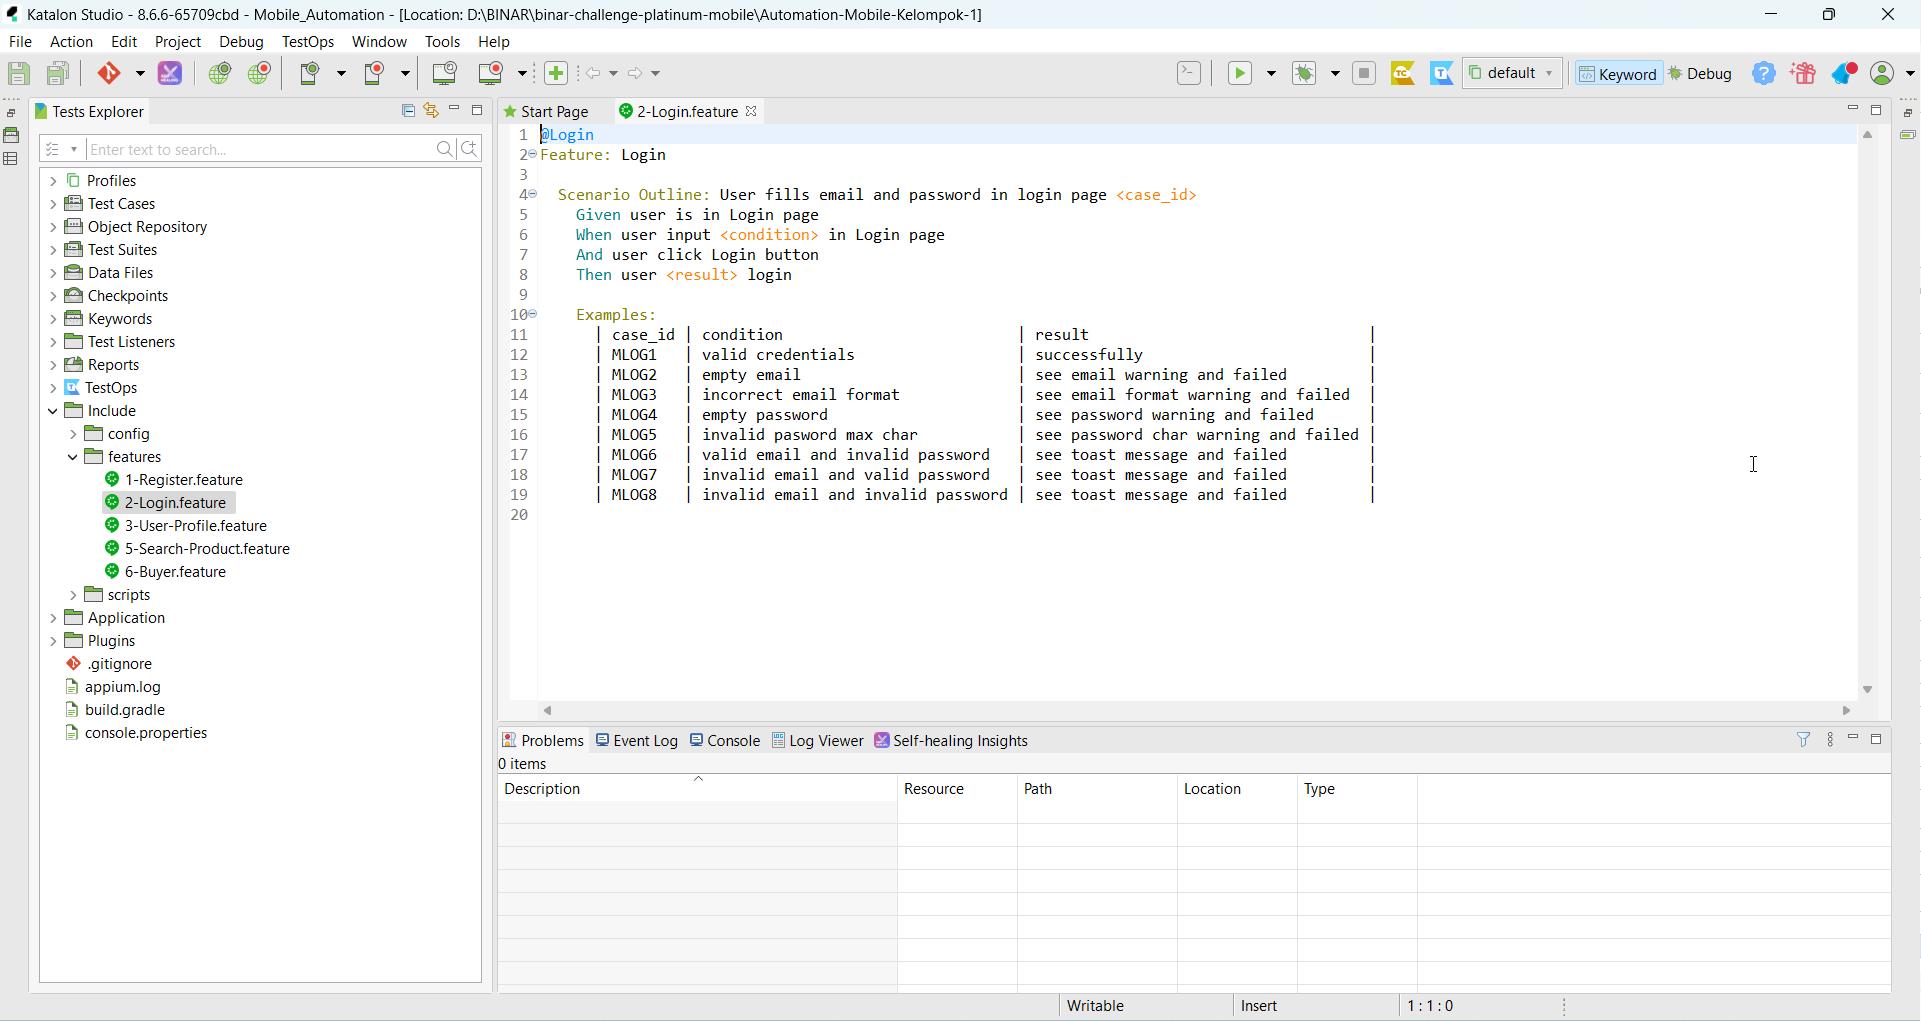 Katalon Studio - 8.6.6-65709cbd - Mobile_Automation - [Location: D:\BINAR\binar-challenge-platinum-mobile\Automation-Mobile-Kelompok-1]
File Action Edit Project Debug TestOps Window Tools Help
default Keyword Debug
Tests Explorer
Enter text to search...
Profiles
Test Cases
Object Repository
Test Suites
Data Files
Checkpoints
Keywords
Test Listeners
Reports
TestOps
Include
config
features
1-Register.feature
2-Login.feature
3-User-Profile.feature
5-Search-Product.feature
6-Buyer.feature
scripts
Application
Plugins
.gitignore
appium.log
build.gradle
console.properties
Start Page 2-Login.feature
1 @Login
2 Feature: Login
3
4 Scenario Outline: User fills email and password in login page <case_id>
5 Given user is in Login page
6 When user input <condition> in Login page
7 And user click Login button
8 Then user <result> login
9
10 Examples:
11 | case_id | condition | result |
12 | MLOG1 | valid credentials | successfully |
13 | MLOG2 | empty email | see email warning and failed |
14 | MLOG3 | incorrect email format | see email format warning and failed |
15 | MLOG4 | empty password | see password warning and failed |
16 | MLOG5 | invalid pasword max char | see password char warning and failed |
17 | MLOG6 | valid email and invalid password | see toast message and failed |
18 | MLOG7 | invalid email and valid password | see toast message and failed |
19 | MLOG8 | invalid email and invalid password | see toast message and failed |
20
Problems Event Log Console Log Viewer Self-healing Insights
0 items
Description Resource Path Location Type
Writable Insert 1 : 1 : 0